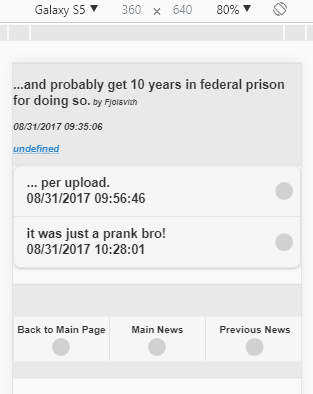 Galaxy S5 ▼ 360 × 640 80% ▼
...and probably get 10 years in federal prison
for doing so. by Fjolsvith
08/31/2017 09:35:06
undefined
... per upload.
08/31/2017 09:56:46
it was just a prank bro!
08/31/2017 10:28:01
Back to Main Page Main News Previous News